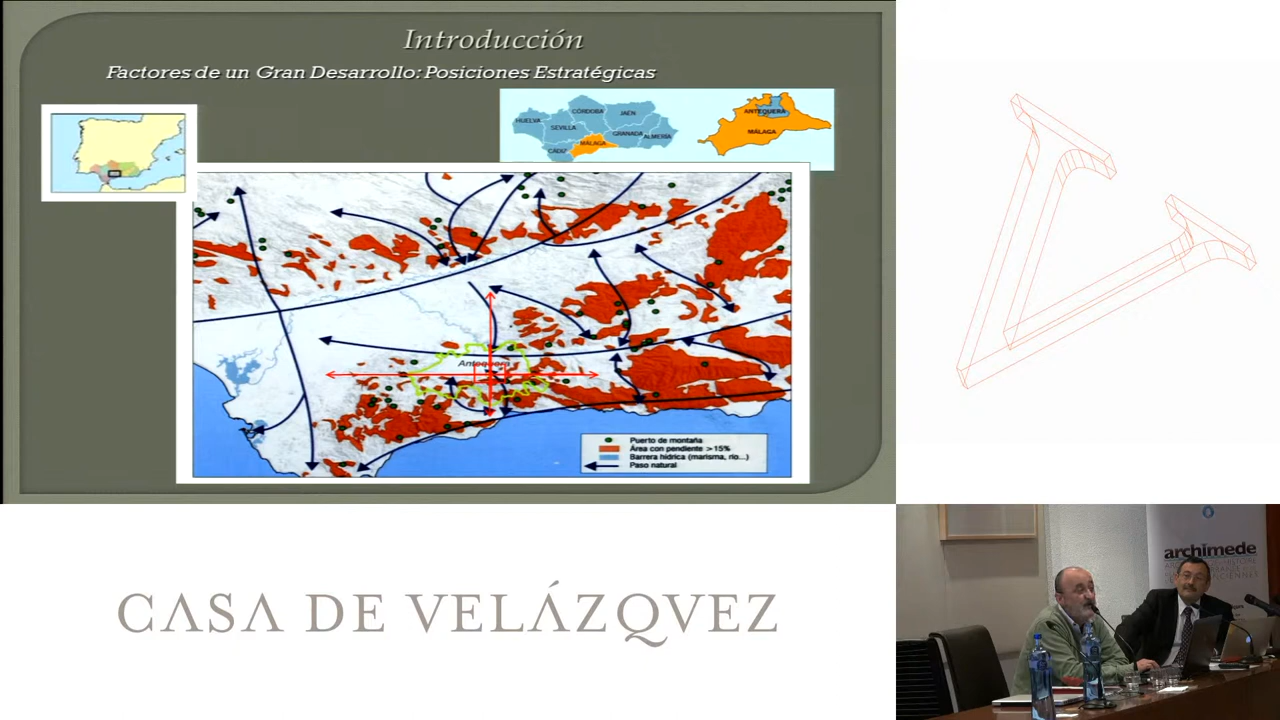 Introducción
Factores de un Gran Desarrollo: Posiciones Estratégicas
HUELVA
SEVILLA
CÓRDOBA
JAÉN
CÁDIZ
MÁLAGA
GRANADA
ALMERÍA
ANTEQUERA
MÁLAGA
Antequera
Puerto de montaña
Área con pendiente >15%
Barrera hídrica (marisma, río...)
Paso natural
CASA DE VELÁZQVEZ
archimede